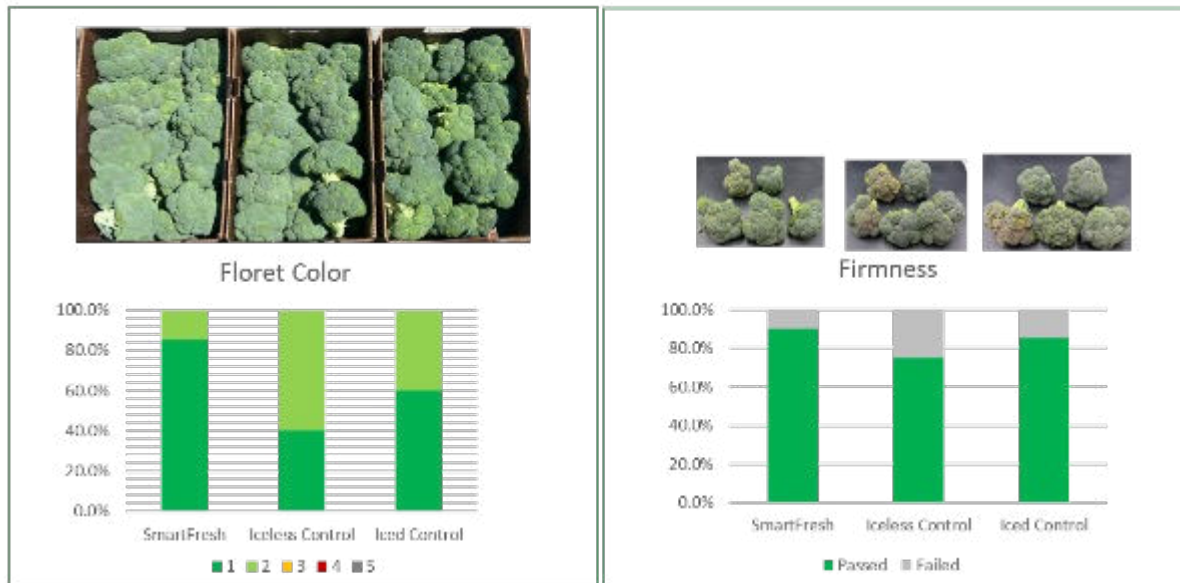 Floret Color
100.0%
80.0%
60.0%
40.0%
20.0%
0.0%
SmartFresh Iceless Control Iced Control
1 2 3 4 5
Firmness
100.0%
80.0%
60.0%
40.0%
20.0%
0.0%
SmartFresh Iceless Control Iced Control
Passed Failed